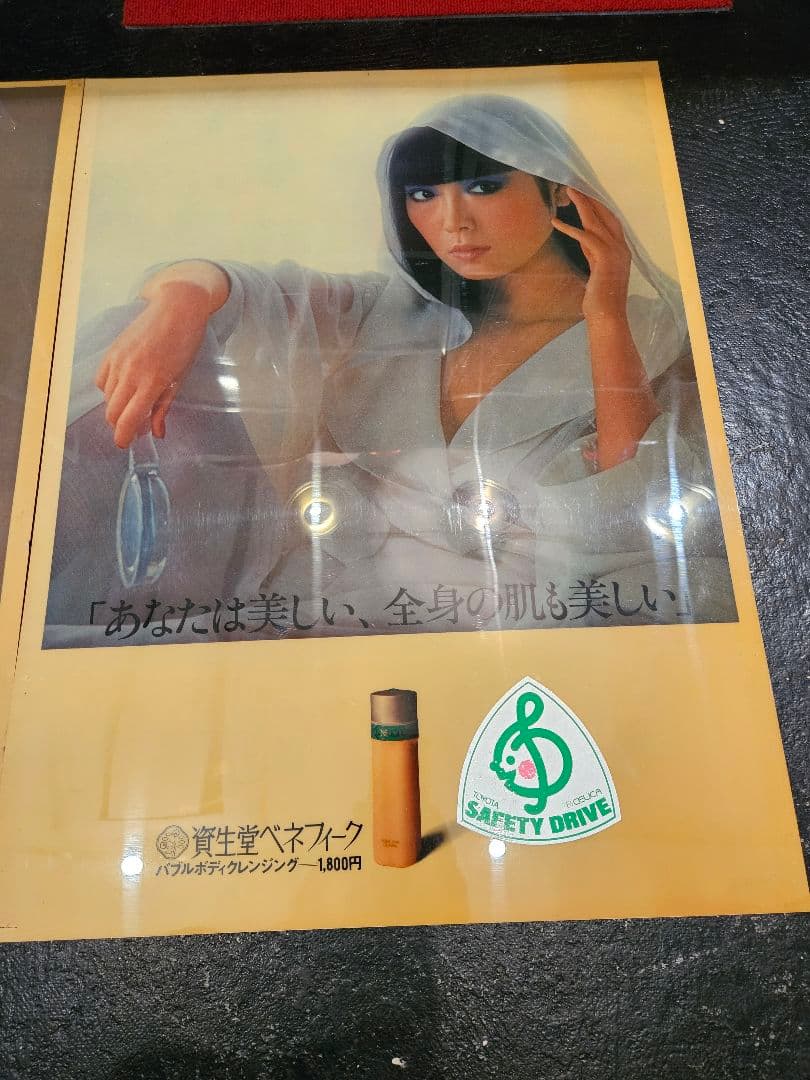 「あなたは美しい、全身の肌も美しい」
資生堂ベネフィーク
バブルボディクレンジング—1,800円
TOYOTA
CELICA
SAFETY DRIVE